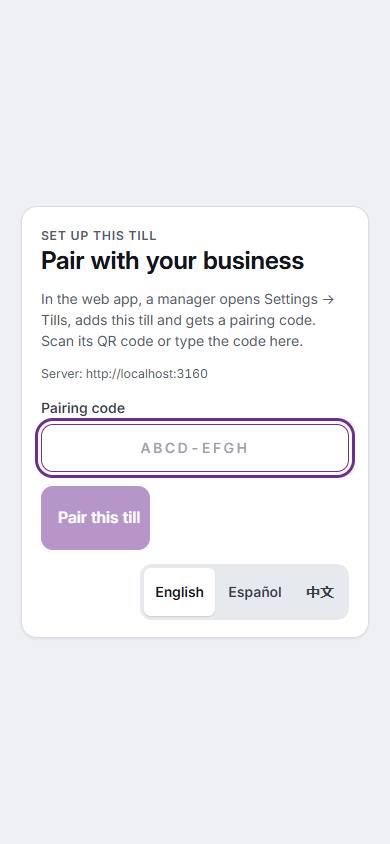 SET UP THIS TILL
Pair with your business
In the web app, a manager opens Settings →
Tills, adds this till and gets a pairing code.
Scan its QR code or type the code here.
Server: http://localhost:3160
Pairing code
ABCD-EFGH
Pair this till
English Español 中文